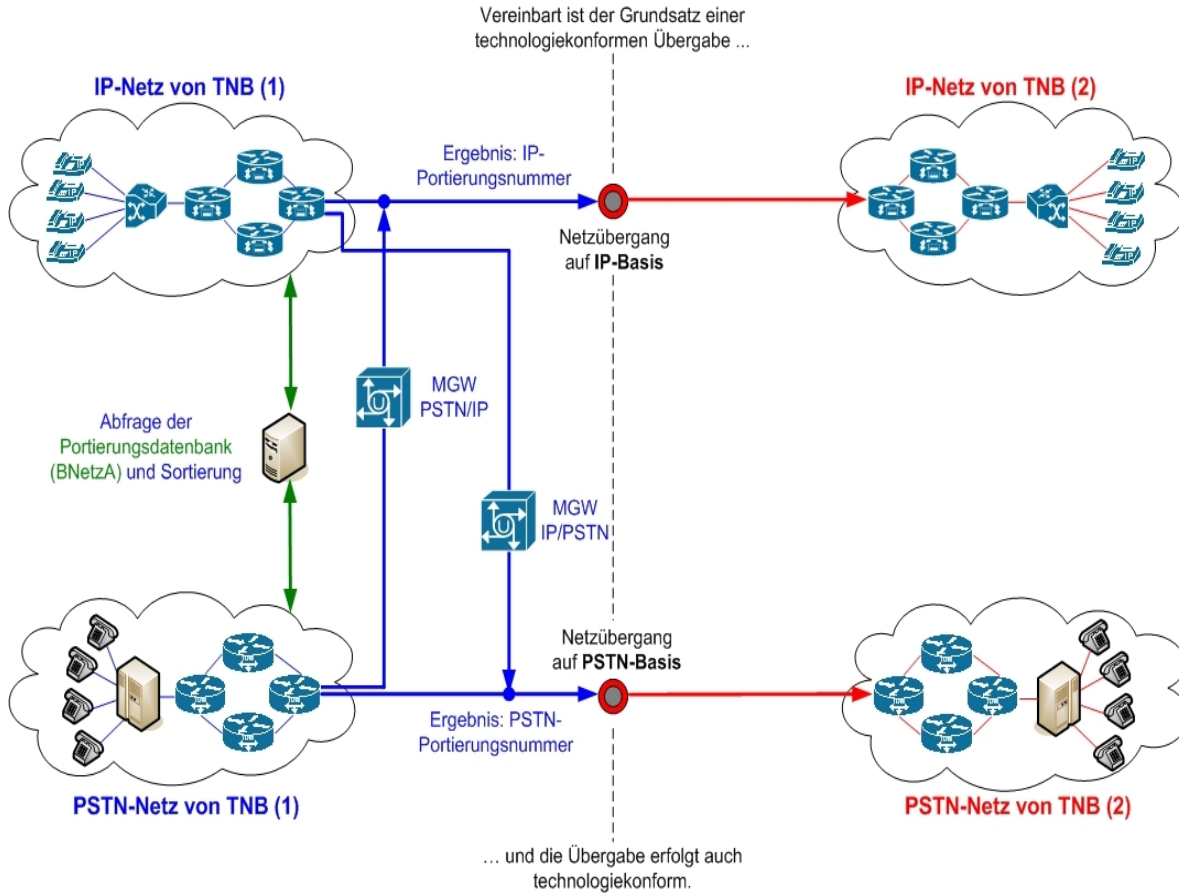 Vereinbart ist der Grundsatz einer
technologiekonformen Übergabe ...
IP-Netz von TNB (1)
IP-Netz von TNB (2)
Ergebnis: IP-
Portierungsnummer
Netzübergang
auf IP-Basis
MGW
PSTN/IP
Abfrage der
Portierungsdatenbank
(BNetzA) und Sortierung
MGW
IP/PSTN
Netzübergang
auf PSTN-Basis
Ergebnis: PSTN-
Portierungsnummer
PSTN-Netz von TNB (1)
PSTN-Netz von TNB (2)
... und die Übergabe erfolgt auch
technologiekonform.